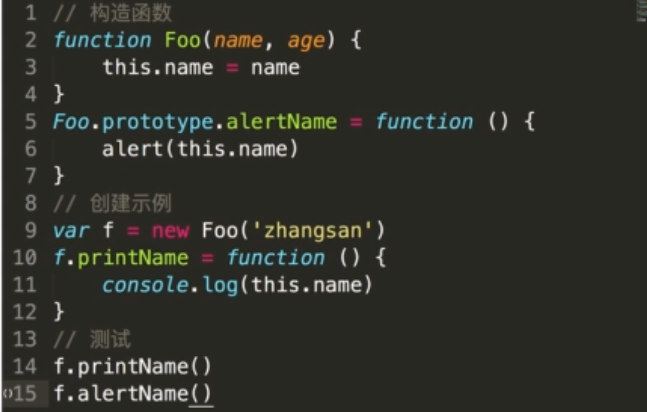 1 // 构造函数
2 function Foo(name, age) {
3     this.name = name
4 }
5 Foo.prototype.alertName = function () {
6     alert(this.name)
7 }
8 // 创建示例
9 var f = new Foo('zhangsan')
10 f.printName = function () {
11     console.log(this.name)
12 }
13 // 测试
14 f.printName()
15 f.alertName()